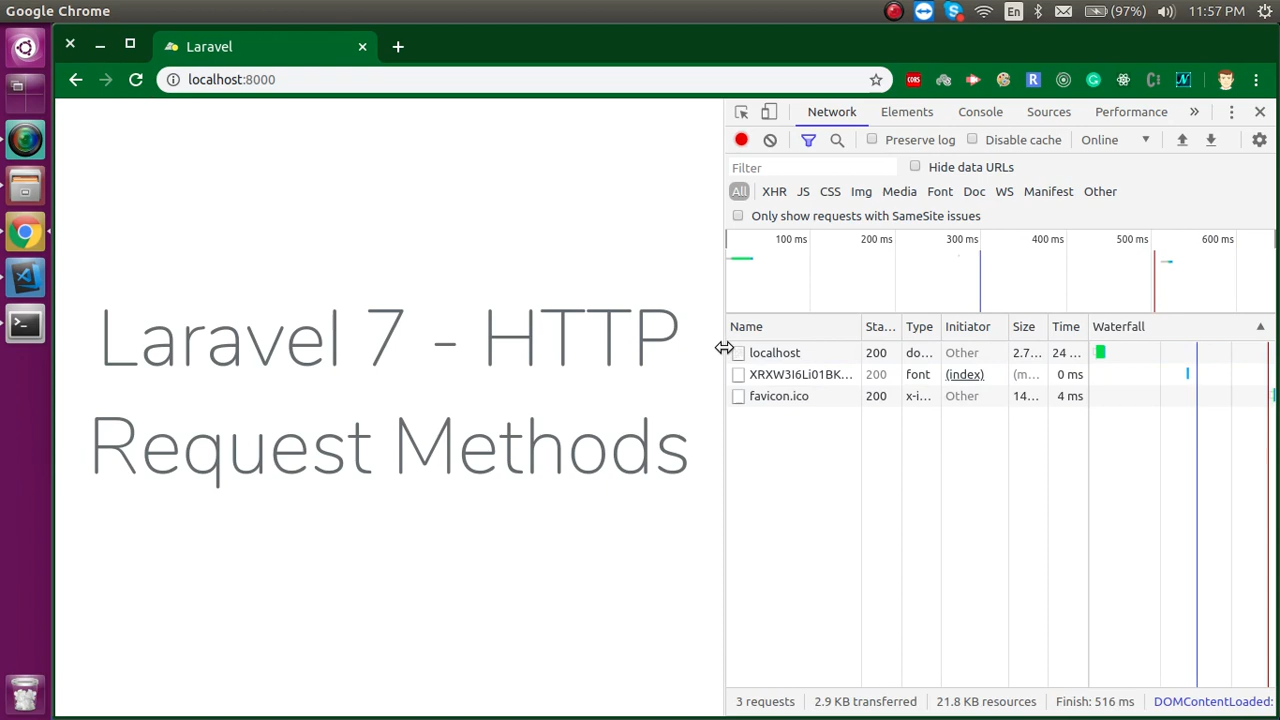 Google Chrome
En
(97%)
11:57 PM
Laravel
localhost:8000
CORS
R
Network
Elements
Console
Sources
Performance
Preserve log
Disable cache
Online
Filter
Hide data URLs
All
XHR
JS
CSS
Img
Media
Font
Doc
WS
Manifest
Other
Only show requests with SameSite issues
100 ms
200 ms
300 ms
400 ms
500 ms
600 ms
Name
Sta...
Type
Initiator
Size
Time
Waterfall
localhost
200
do...
Other
2.7...
24 ...
XRXW3I6Li01BK...
200
font
(index)
(m...
0 ms
favicon.ico
200
x-i...
Other
14...
4 ms
Laravel 7 - HTTP
Request Methods
3 requests
2.9 KB transferred
21.8 KB resources
Finish: 516 ms
DOMContentLoaded: